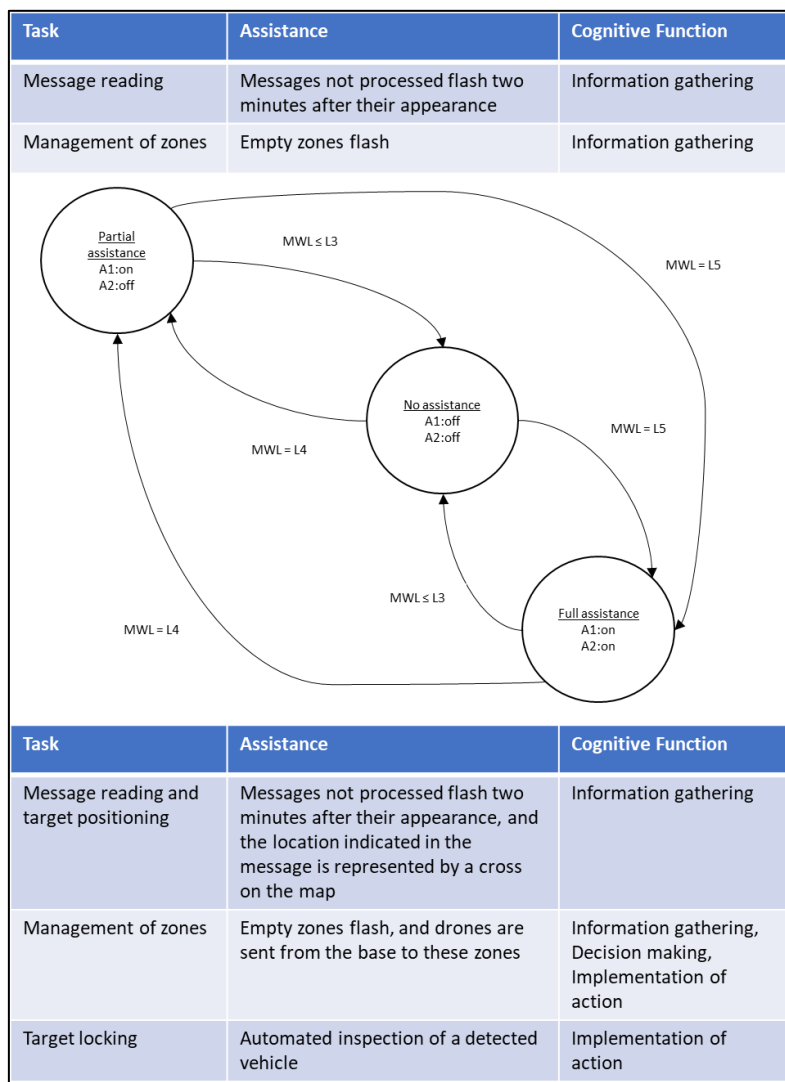 Task Assistance Cognitive Function
Message reading Messages not processed flash two Information gathering
minutes after their appearance
Management of zones Empty zones flash Information gathering
Partial
assistance
A1:on
A2:off
MWL ≤ L3
MWL = L5
No assistance
A1:off
A2:off
MWL = L4
MWL = L5
MWL ≤ L3
Full assistance
A1:on
A2:on
MWL = L4
Task Assistance Cognitive Function
Message reading and Messages not processed flash two Information gathering
target positioning minutes after their appearance, and
the location indicated in the
message is represented by a cross
on the map
Management of zones Empty zones flash, and drones are Information gathering,
sent from the base to these zones Decision making,
Implementation of
action
Target locking Automated inspection of a detected Implementation of
vehicle action